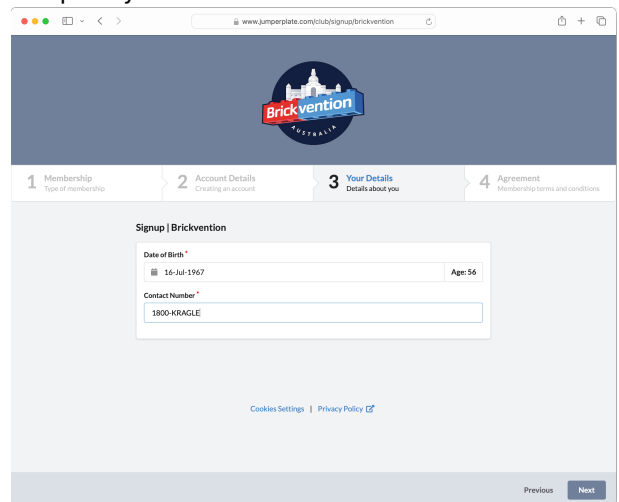 www.jumperplate.com/club/signup/brickvention
Brickvention
AUSTRALIA
1 Membership
Type of membership
2 Account Details
Creating an account
3 Your Details
Details about you
4 Agreement
Membership terms and conditions
Signup | Brickvention
Date of Birth *
16-Jul-1967 Age: 56
Contact Number *
1800-KRAGLE
Cookies Settings | Privacy Policy
Previous Next